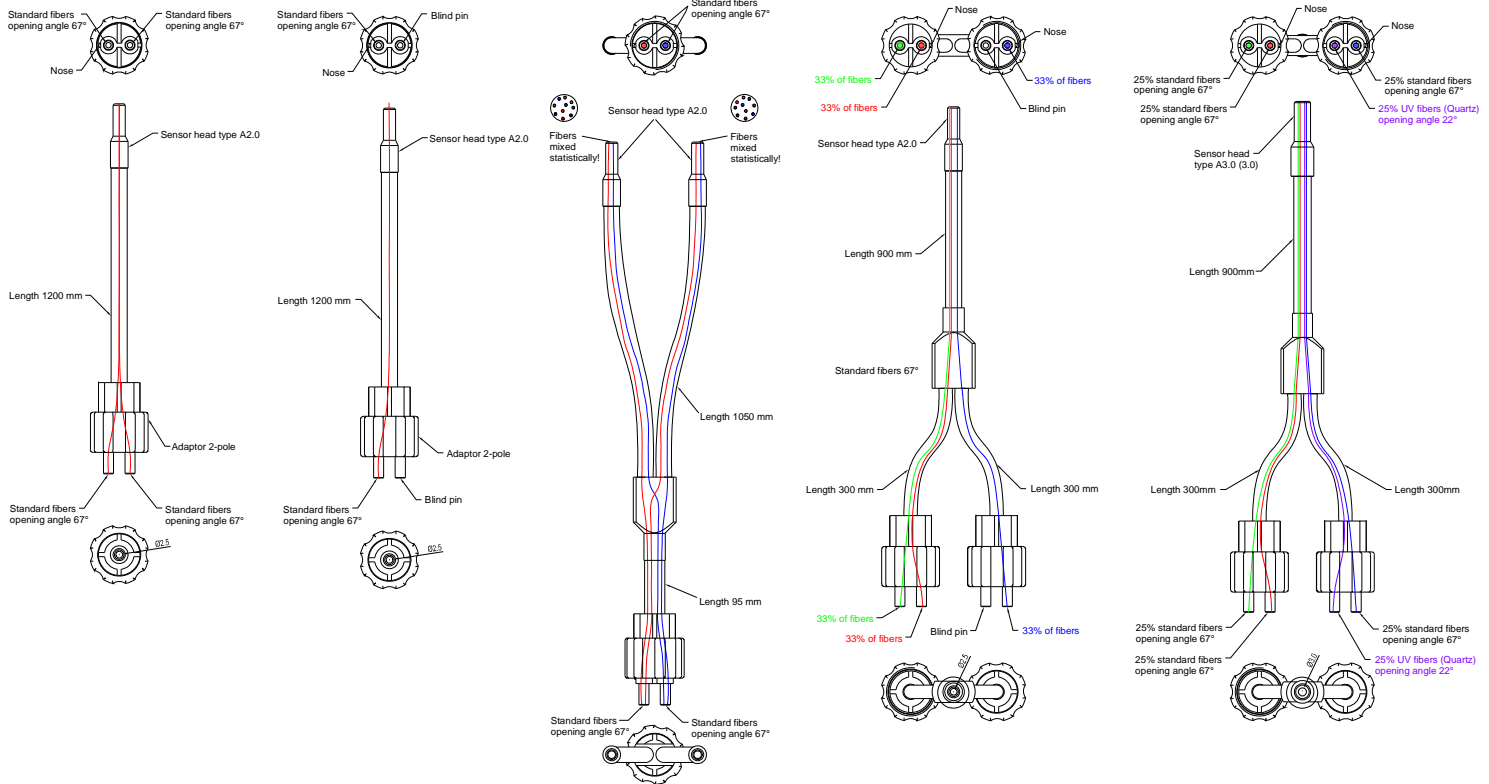 Standard fibers
opening angle 67°
Standard fibers
opening angle 67°
Nose
Sensor head type A2.0
Length 1200 mm
Adaptor 2-pole
Standard fibers
opening angle 67°
Standard fibers
opening angle 67°
Ø2.5
Standard fibers
opening angle 67°
Blind pin
Nose
Sensor head type A2.0
Length 1200 mm
Adaptor 2-pole
Standard fibers
opening angle 67°
Blind pin
Ø2.5
Standard fibers
opening angle 67°
Sensor head type A2.0
Fibers
mixed
statistically!
Fibers
mixed
statistically!
Length 1050 mm
Length 95 mm
Standard fibers
opening angle 67°
Standard fibers
opening angle 67°
Nose
Nose
33% of fibers
33% of fibers
33% of fibers
Blind pin
Sensor head type A2.0
Length 900 mm
Standard fibers 67°
Length 300 mm
Length 300 mm
33% of fibers
33% of fibers
Blind pin
33% of fibers
Ø2.5
Nose
Nose
25% standard fibers
opening angle 67°
25% standard fibers
opening angle 67°
25% standard fibers
opening angle 67°
25% UV fibers (Quartz)
opening angle 22°
Sensor head
type A3.0 (3.0)
Length 900mm
Length 300mm
Length 300mm
25% standard fibers
opening angle 67°
25% standard fibers
opening angle 67°
25% standard fibers
opening angle 67°
25% UV fibers (Quartz)
opening angle 22°
Ø3.0